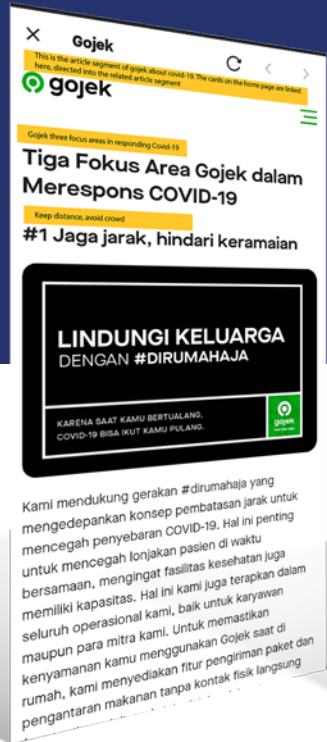 Gojek
This is the article segment of gojek about covid-19. The cards on the home page are linked
here, directed into the related article segment
gojek
Gojek three focus areas in responding Covid-19
Tiga Fokus Area Gojek dalam
Merespons COVID-19
Keep distance, avoid crowd
#1 Jaga jarak, hindari keramaian
LINDUNGI KELUARGA
DENGAN #DIRUMAHAJA
KARENA SAAT KAMU BERTUALANG,
COVID-19 BISA IKUT KAMU PULANG.
gojek
Kami mendukung gerakan #dirumahaja yang
mengedepankan konsep pembatasan jarak untuk
mencegah penyebaran COVID-19. Hal ini penting
untuk mencegah lonjakan pasien di waktu
bersamaan, mengingat fasilitas kesehatan juga
memiliki kapasitas. Hal ini kami juga terapkan dalam
seluruh operasional kami, baik untuk karyawan
maupun para mitra kami. Untuk memastikan
kenyamanan kamu menggunakan Gojek saat di
rumah, kami menyediakan fitur pengiriman paket dan
pengantaran makanan tanpa kontak fisik langsung